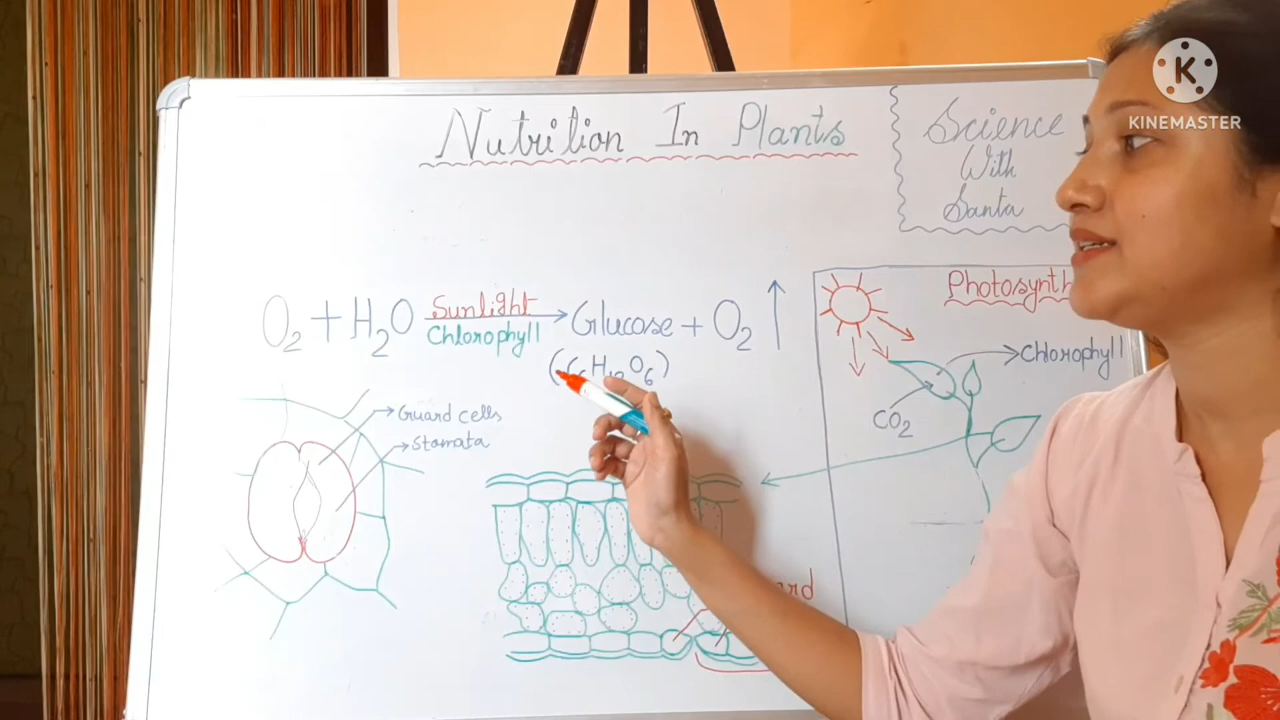 Nutrition In Plants
Science
With
Santa
KINEMASTER
O2 + H2O Sunlight Chlorophyll Glucose + O2
Photosynth
Chlorophyll
CO2
Guard cells
Stomata